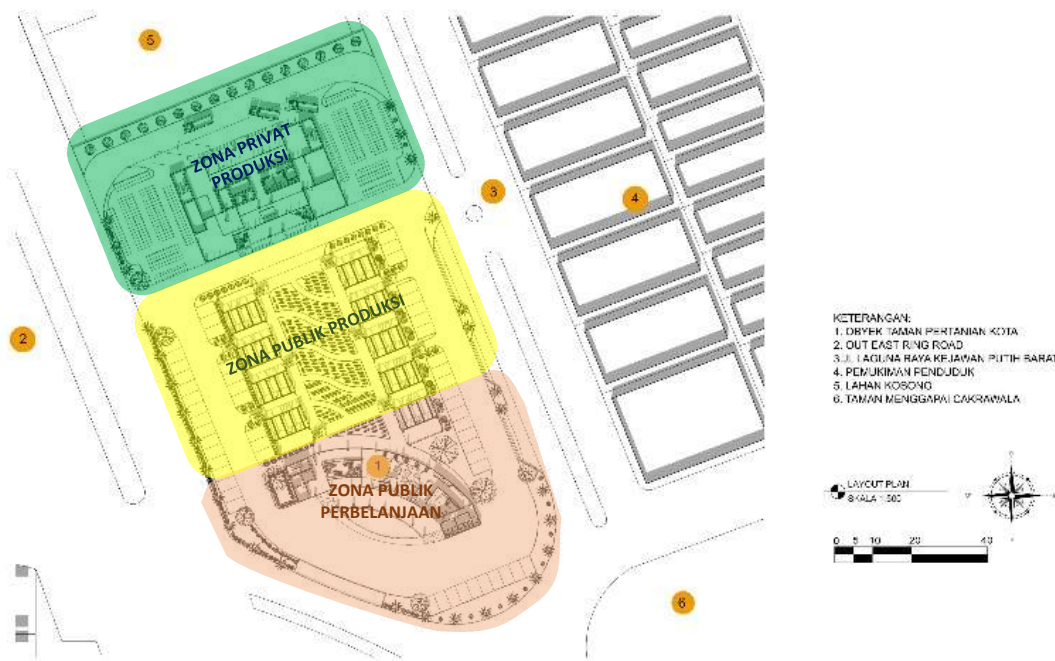 5
ZONA PRIVAT
PRODUKSI
3
4
2
ZONA PUBLIK PRODUKSI
1
ZONA PUBLIK
PERBELANJAAN
6
KETERANGAN:
1. OBYEK TAMAN PERTANIAN KOTA
2. OUT EAST RING ROAD
3. JL LAGUNA RAYA KEJAWAN PUTIH BARAT
4. PEMUKIMAN PENDUDUK
5. LAHAN KOSONG
6. TAMAN MENGGAPAI CAKRAWALA
LAYOUT PLAN
SKALA 1:500
0 5 10 20 40